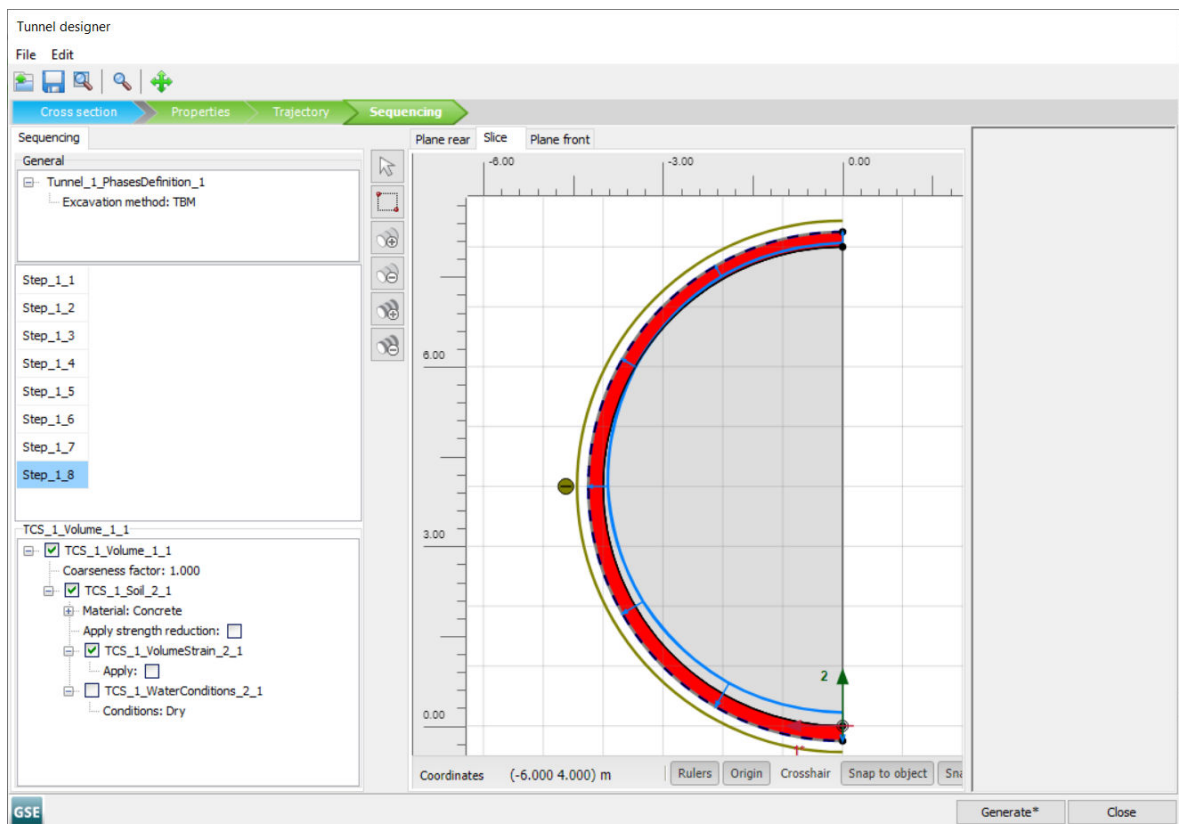 Tunnel designer
File Edit
Cross section Properties Trajectory Sequencing
Sequencing
Plane rear Slice Plane front
General
Tunnel_1_PhasesDefinition_1
Excavation method: TBM
Step_1_1
Step_1_2
Step_1_3
Step_1_4
Step_1_5
Step_1_6
Step_1_7
Step_1_8
TCS_1_Volume_1_1
TCS_1_Volume_1_1
Coarseness factor: 1.000
TCS_1_Soil_2_1
Material: Concrete
Apply strength reduction:
TCS_1_VolumeStrain_2_1
Apply:
TCS_1_WaterConditions_2_1
Conditions: Dry
-6.00 -3.00 0.00
6.00
3.00
0.00
2
Coordinates (-6.000 4.000) m Rulers Origin Crosshair Snap to object Sna
GSE Generate* Close